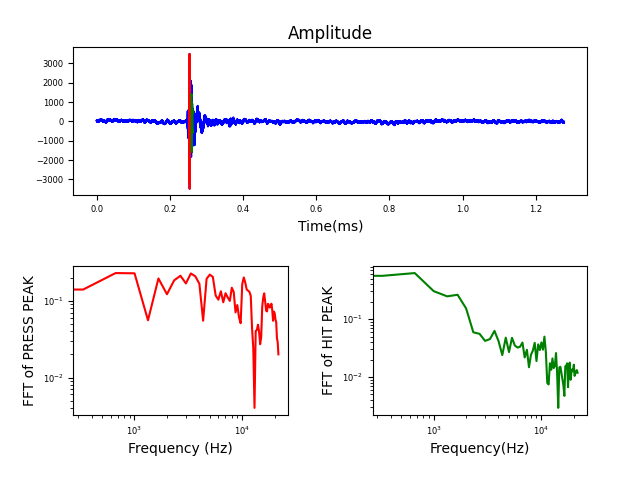 Amplitude
3000
2000
1000
0
−1000
−2000
−3000
0.0 0.2 0.4 0.6 0.8 1.0 1.2
Time(ms)
FFT of PRESS PEAK
10⁻¹
10⁻²
10³ 10⁴
Frequency (Hz)
FFT of HIT PEAK
10⁻¹
10⁻²
10³ 10⁴
Frequency(Hz)